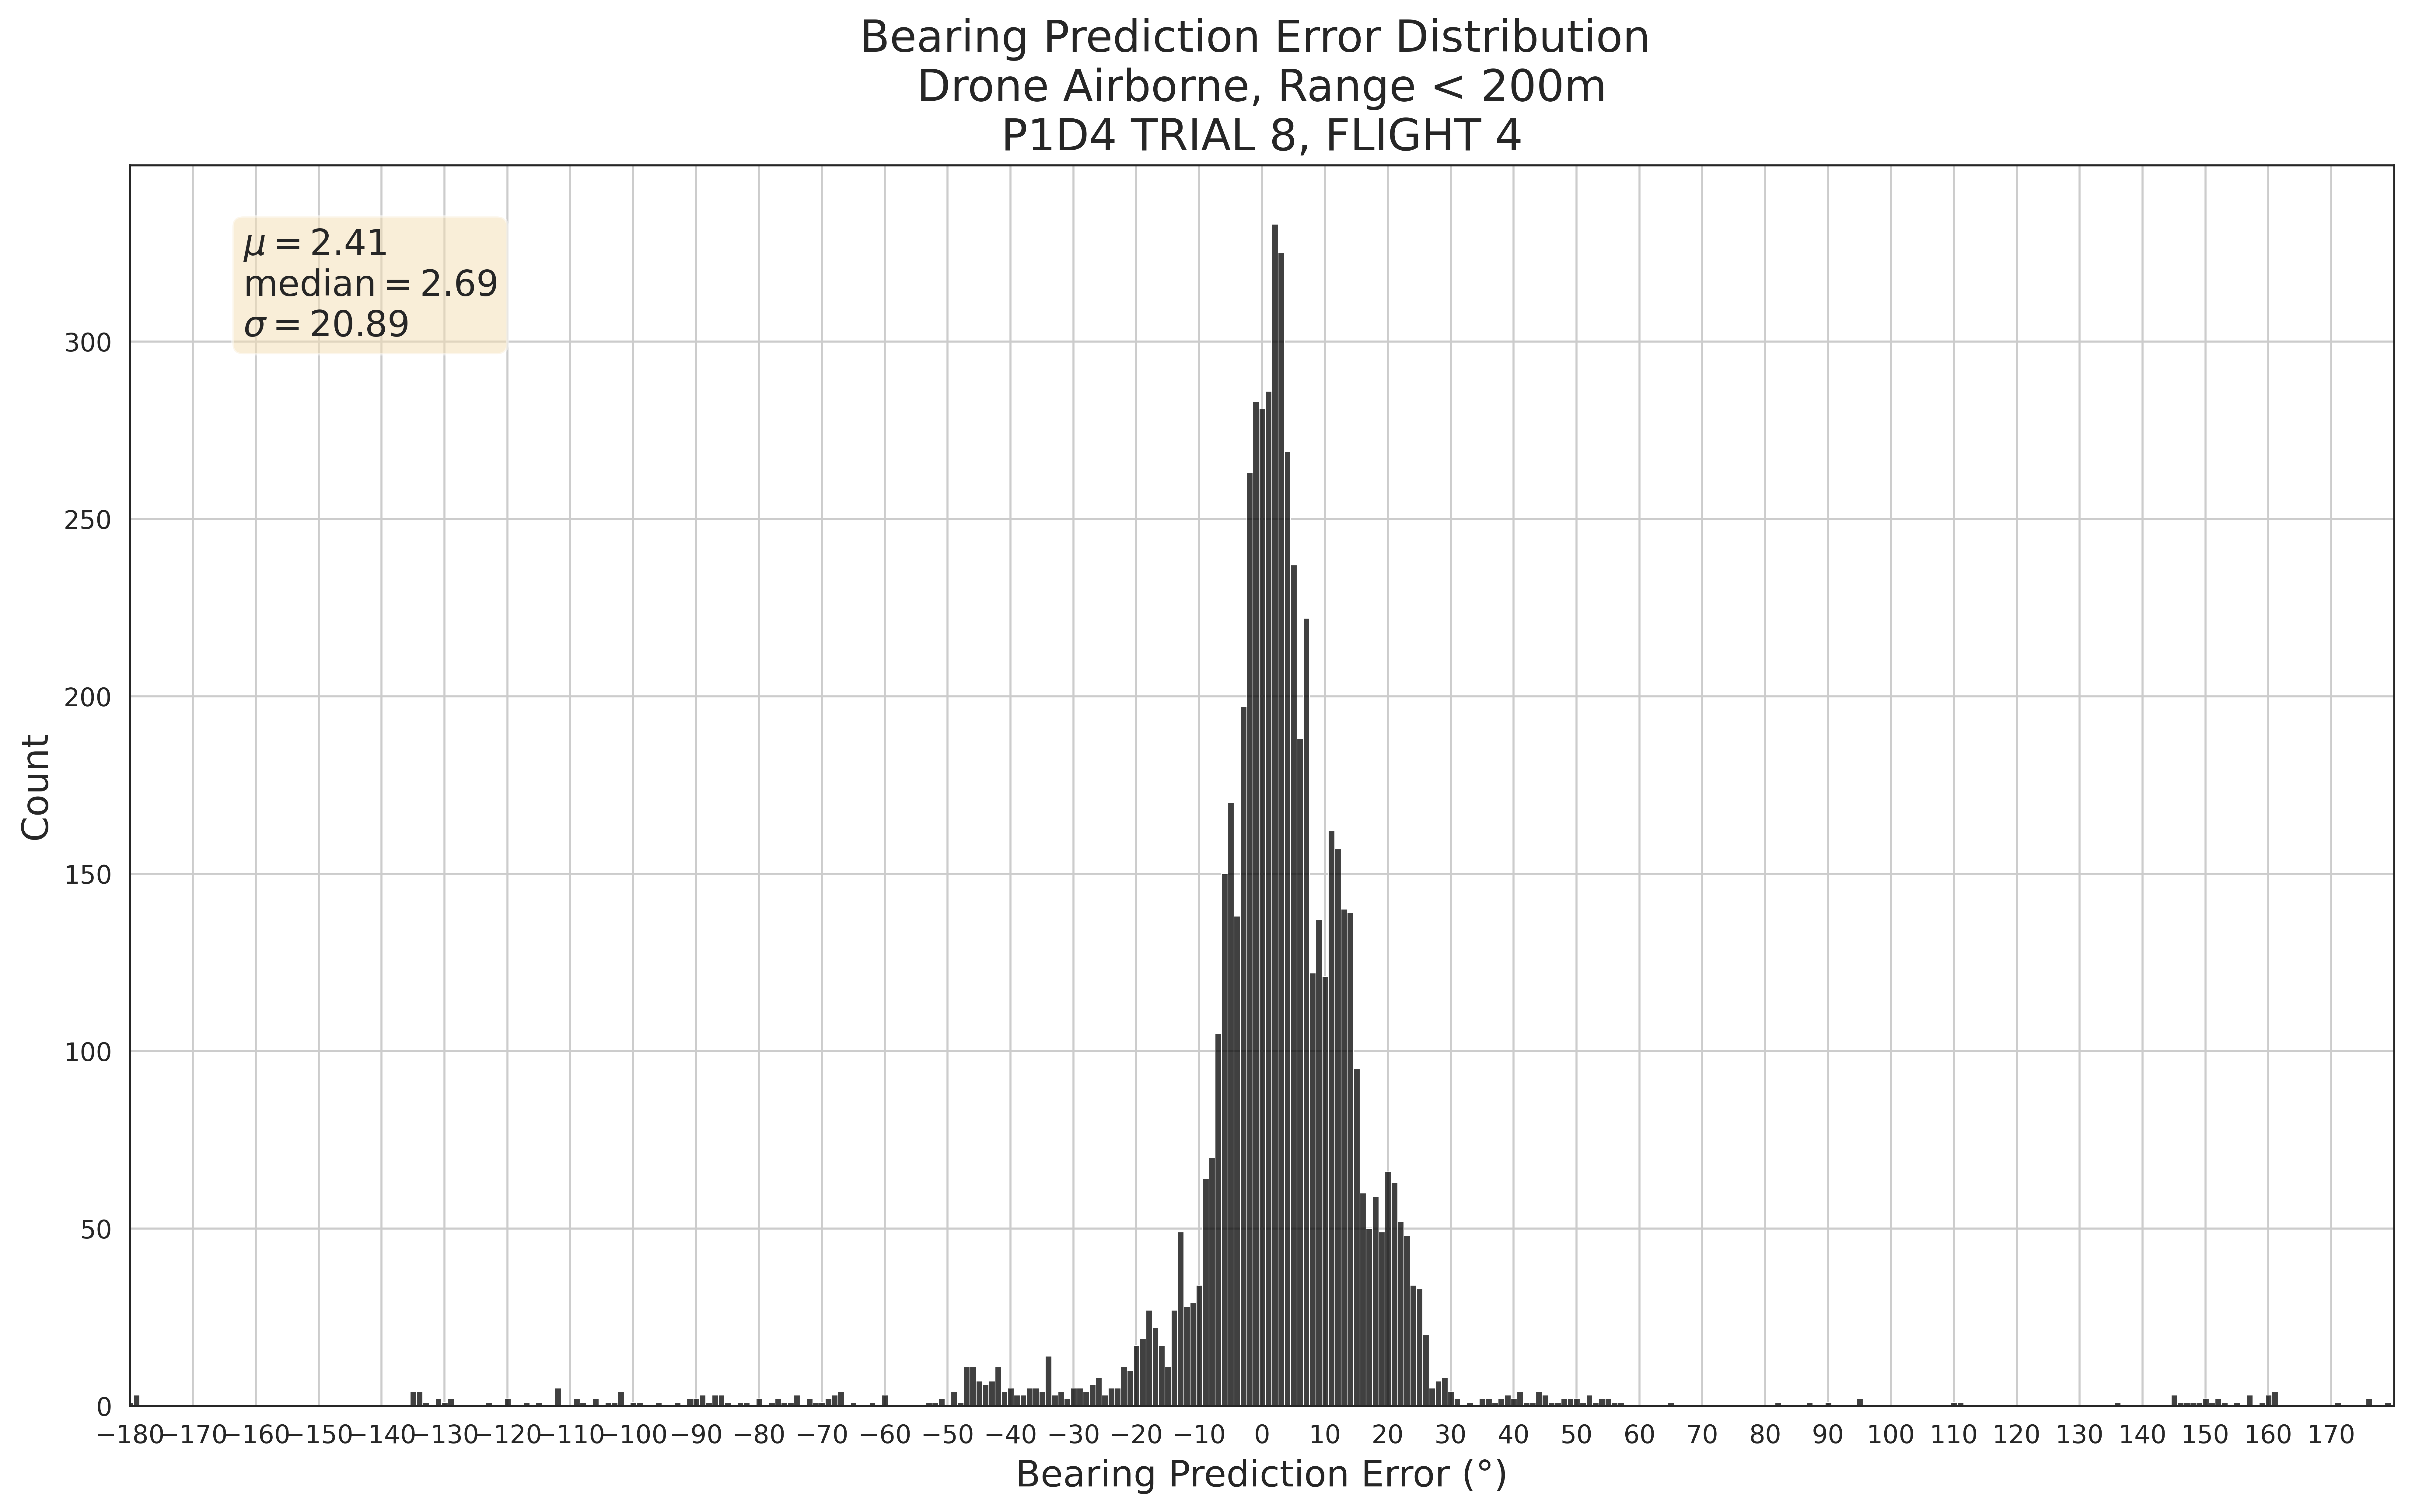 Bearing Prediction Error Distribution
Drone Airborne, Range < 200m
P1D4 TRIAL 8, FLIGHT 4
μ = 2.41
median = 2.69
σ = 20.89
300
250
200
150
100
50
0
Count
−180 −170 −160 −150 −140 −130 −120 −110 −100 −90 −80 −70 −60 −50 −40 −30 −20 −10 0 10 20 30 40 50 60 70 80 90 100 110 120 130 140 150 160 170
Bearing Prediction Error (°)